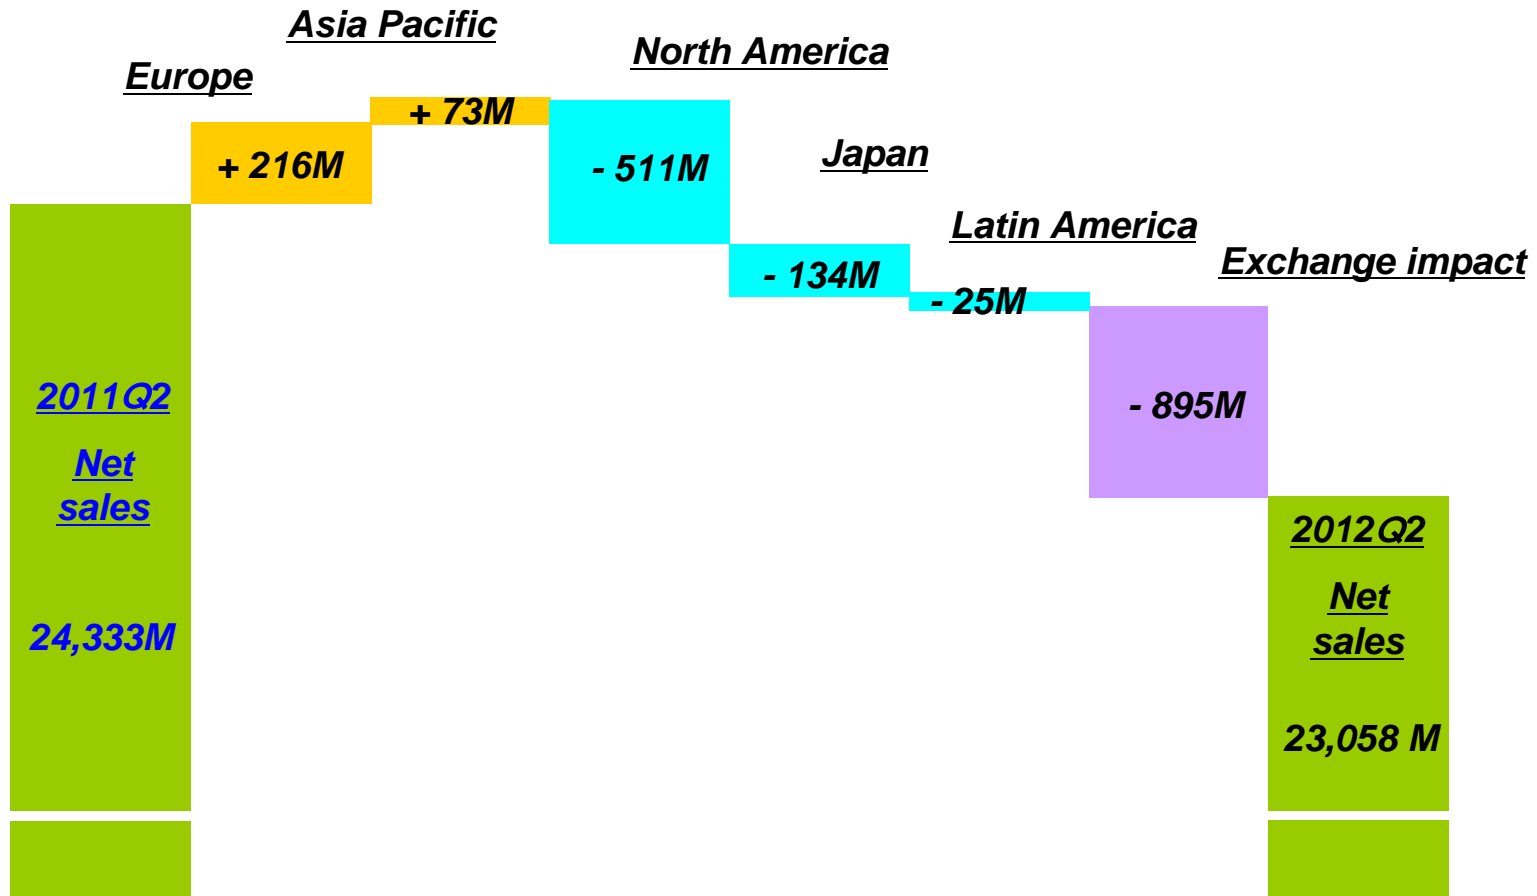 Asia Pacific
North America
Europe
+ 73M
+ 216M
- 511M
Japan
Latin America
Exchange impact
- 134M
- 25M
2011Q2
Net
sales
24,333M
- 895M
2012Q2
Net
sales
23,058 M